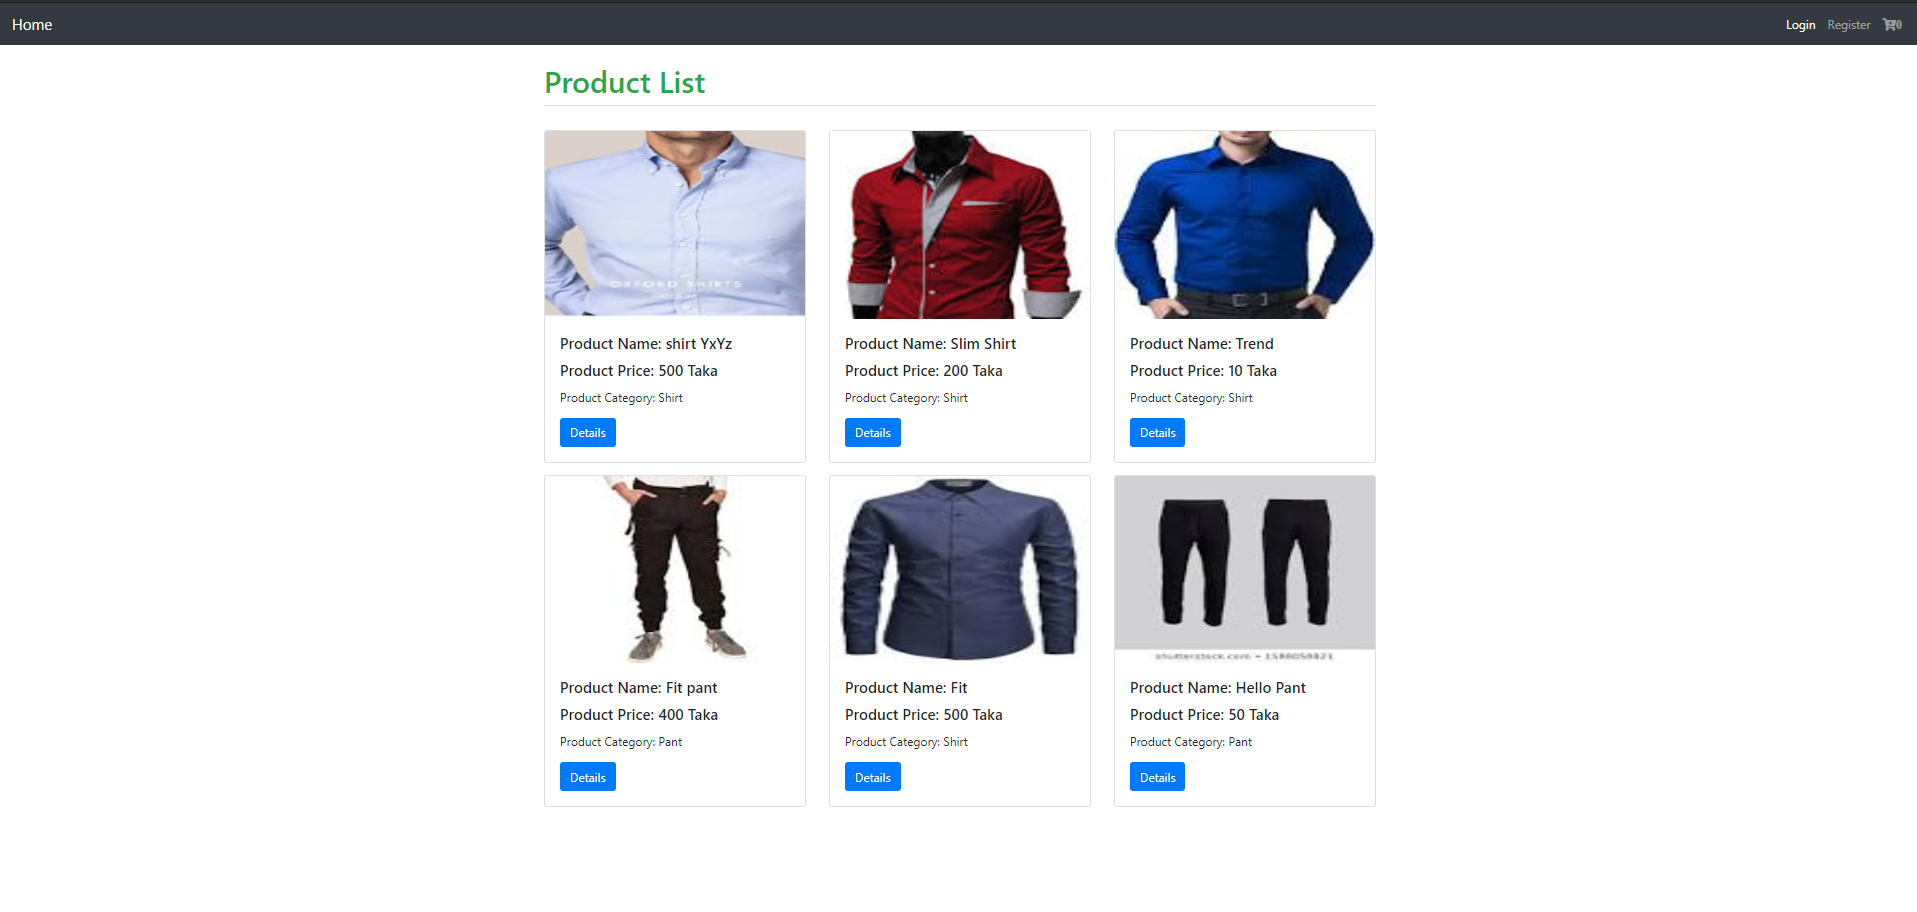 Home
Login Register 0
Product List
OXFORD SHIRTS
Product Name: shirt YxYz
Product Price: 500 Taka
Product Category: Shirt
Details
Product Name: Slim Shirt
Product Price: 200 Taka
Product Category: Shirt
Details
Product Name: Trend
Product Price: 10 Taka
Product Category: Shirt
Details
Product Name: Fit pant
Product Price: 400 Taka
Product Category: Pant
Details
Product Name: Fit
Product Price: 500 Taka
Product Category: Shirt
Details
shutterstock.com • 1588058821
Product Name: Hello Pant
Product Price: 50 Taka
Product Category: Pant
Details